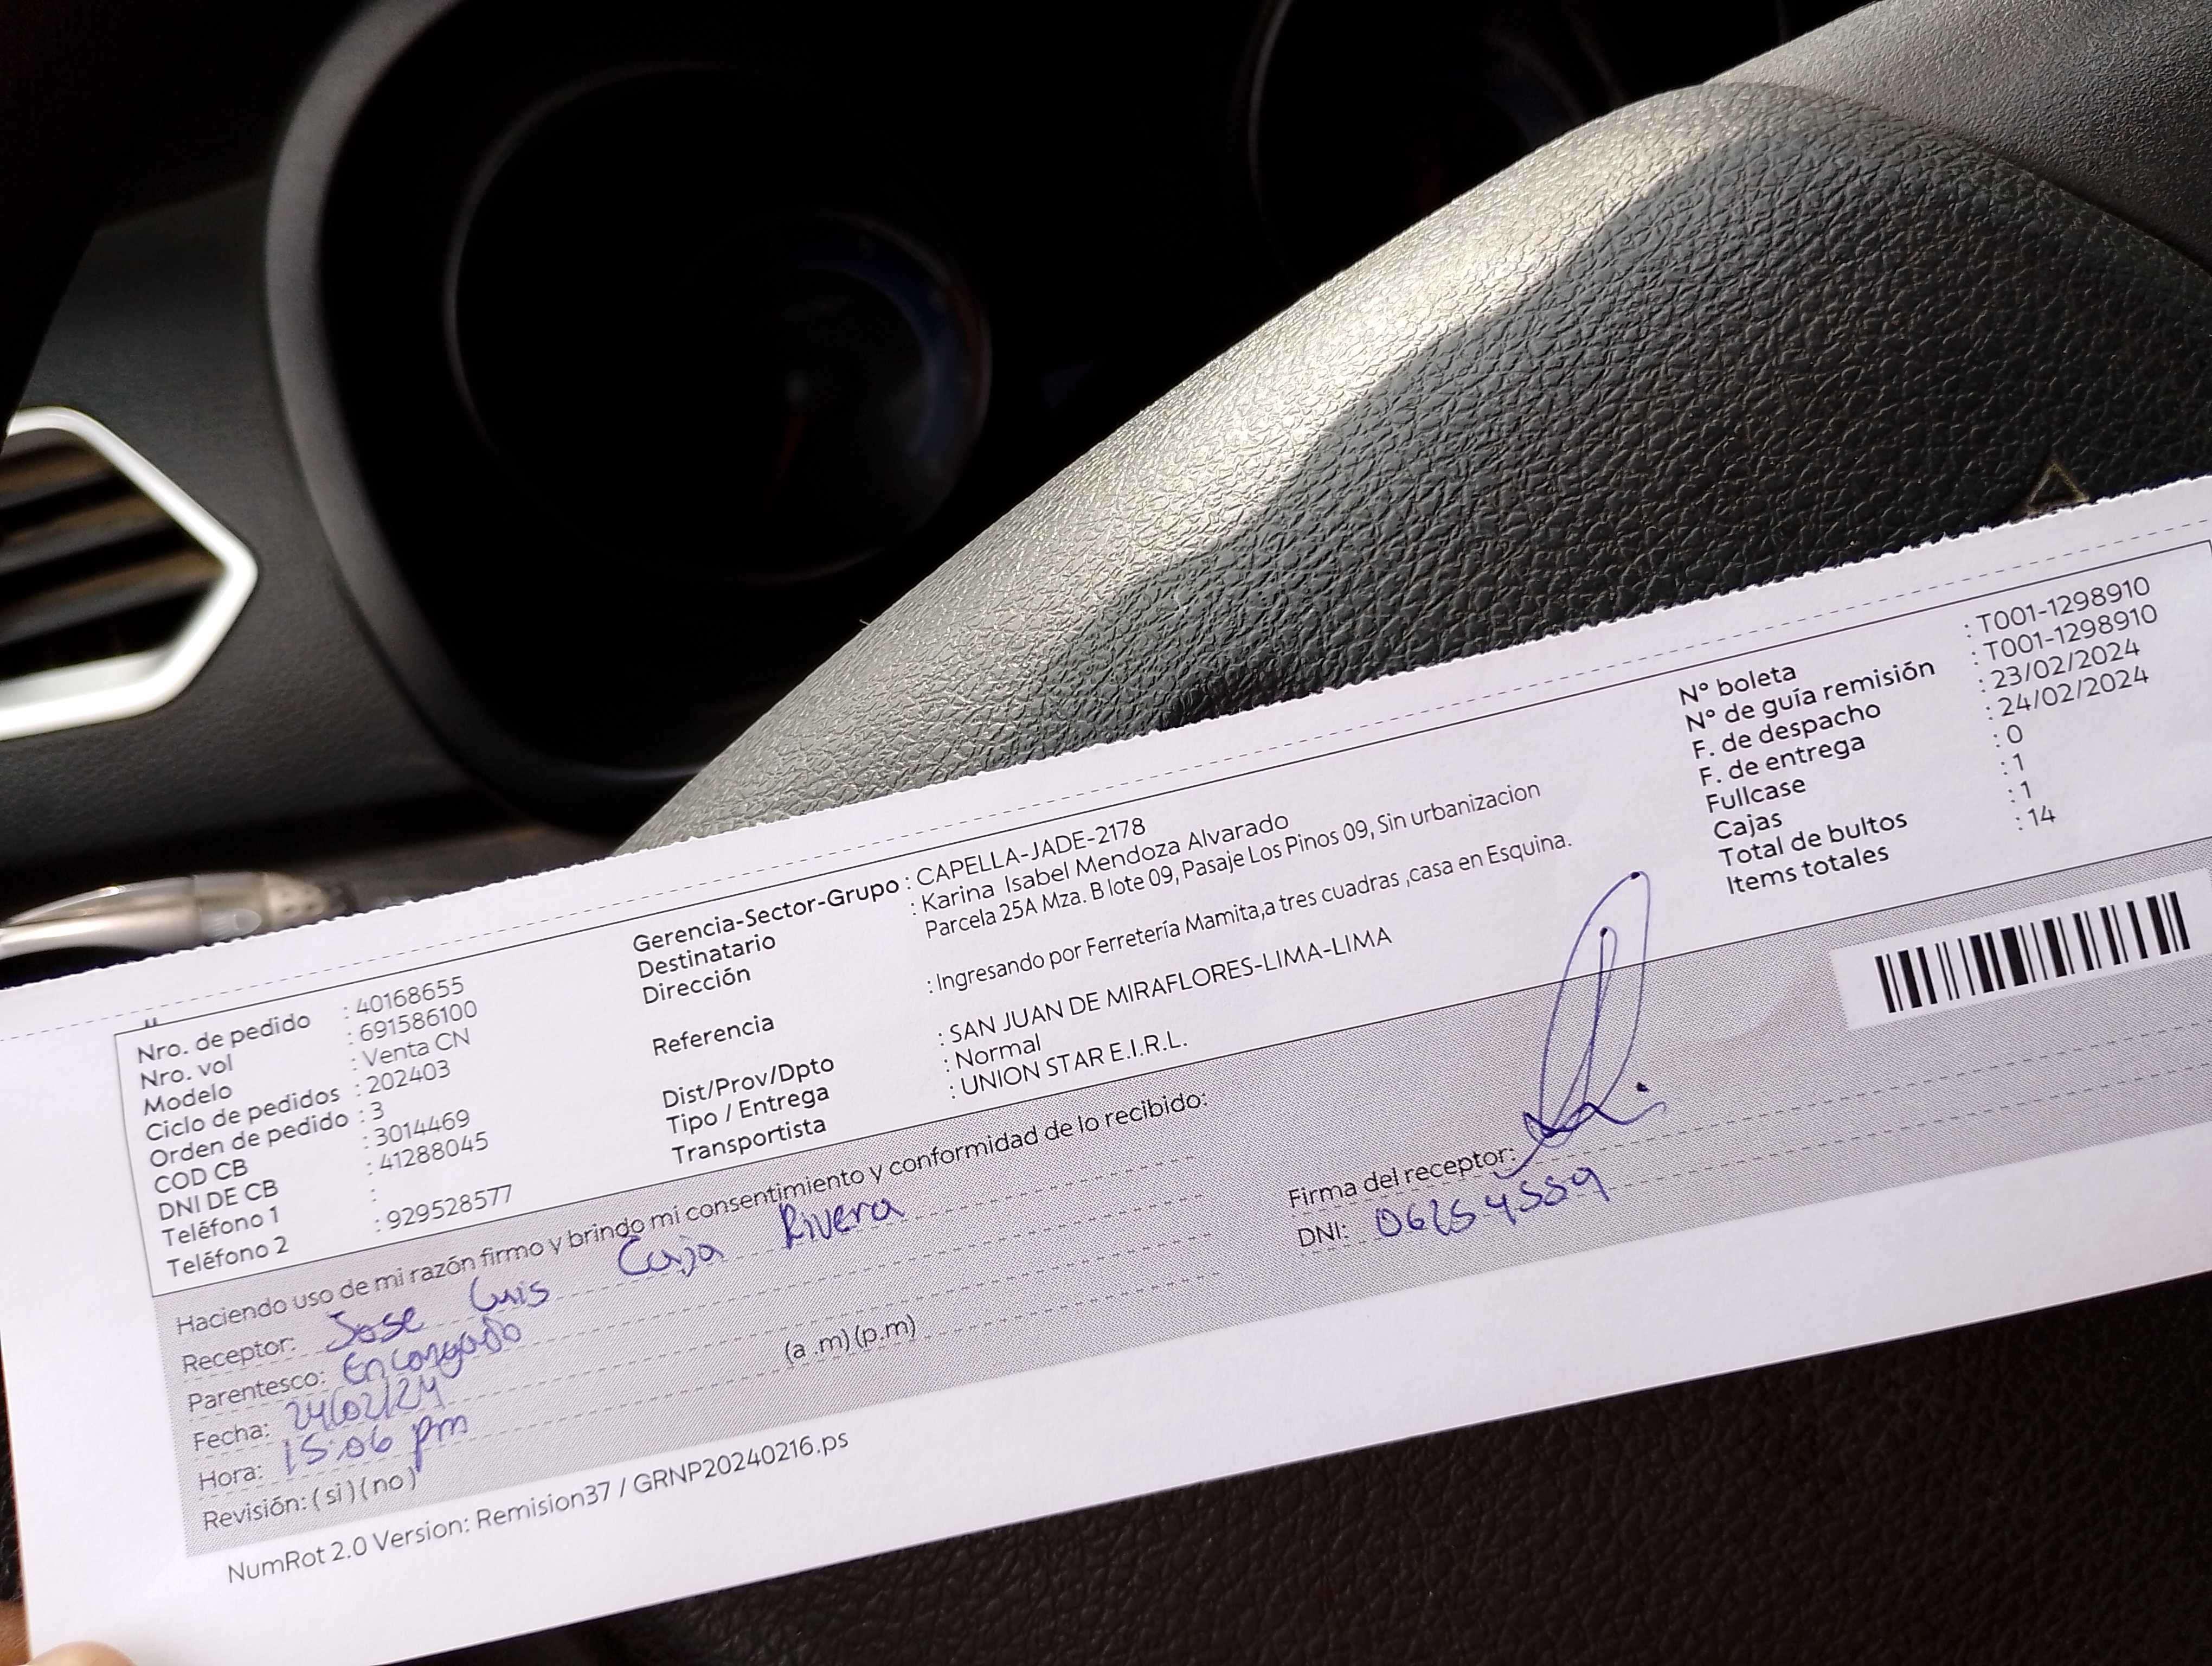 Nro. de pedido : 40168655
Nro. vol : 691586100
Modelo : Venta CN
Ciclo de pedidos : 202403
Orden de pedido : 3
COD CB : 3014469
DNI DE CB : 41288045
Teléfono 1 :
Teléfono 2 : 929528577
Gerencia-Sector-Grupo : CAPELLA-JADE-2178
Destinatario : Karina Isabel Mendoza Alvarado
Dirección Parcela 25A Mza. B lote 09, Pasaje Los Pinos 09, Sin urbanizacion
Referencia : Ingresando por Ferretería Mamita,a tres cuadras ,casa en Esquina.
Dist/Prov/Dpto : SAN JUAN DE MIRAFLORES-LIMA-LIMA
Tipo / Entrega : Normal
Transportista : UNION STAR E.I.R.L.
N° boleta : T001-1298910
N° de guía remisión : T001-1298910
F. de despacho : 23/02/2024
F. de entrega : 24/02/2024
Fullcase : 0
Cajas : 1
Total de bultos : 1
Items totales : 14
Haciendo uso de mi razón firmo y brindo mi consentimiento y conformidad de lo recibido:
Receptor: Jose Luis Caja Rivera
Parentesco: Encargado
Fecha: 24/02/24
Hora: 15:06 pm (a .m)(p.m)
Revisión: (si)(no)
Firma del receptor:
DNI: 06254559
NumRot 2.0 Version: Remision37 / GRNP20240216.ps